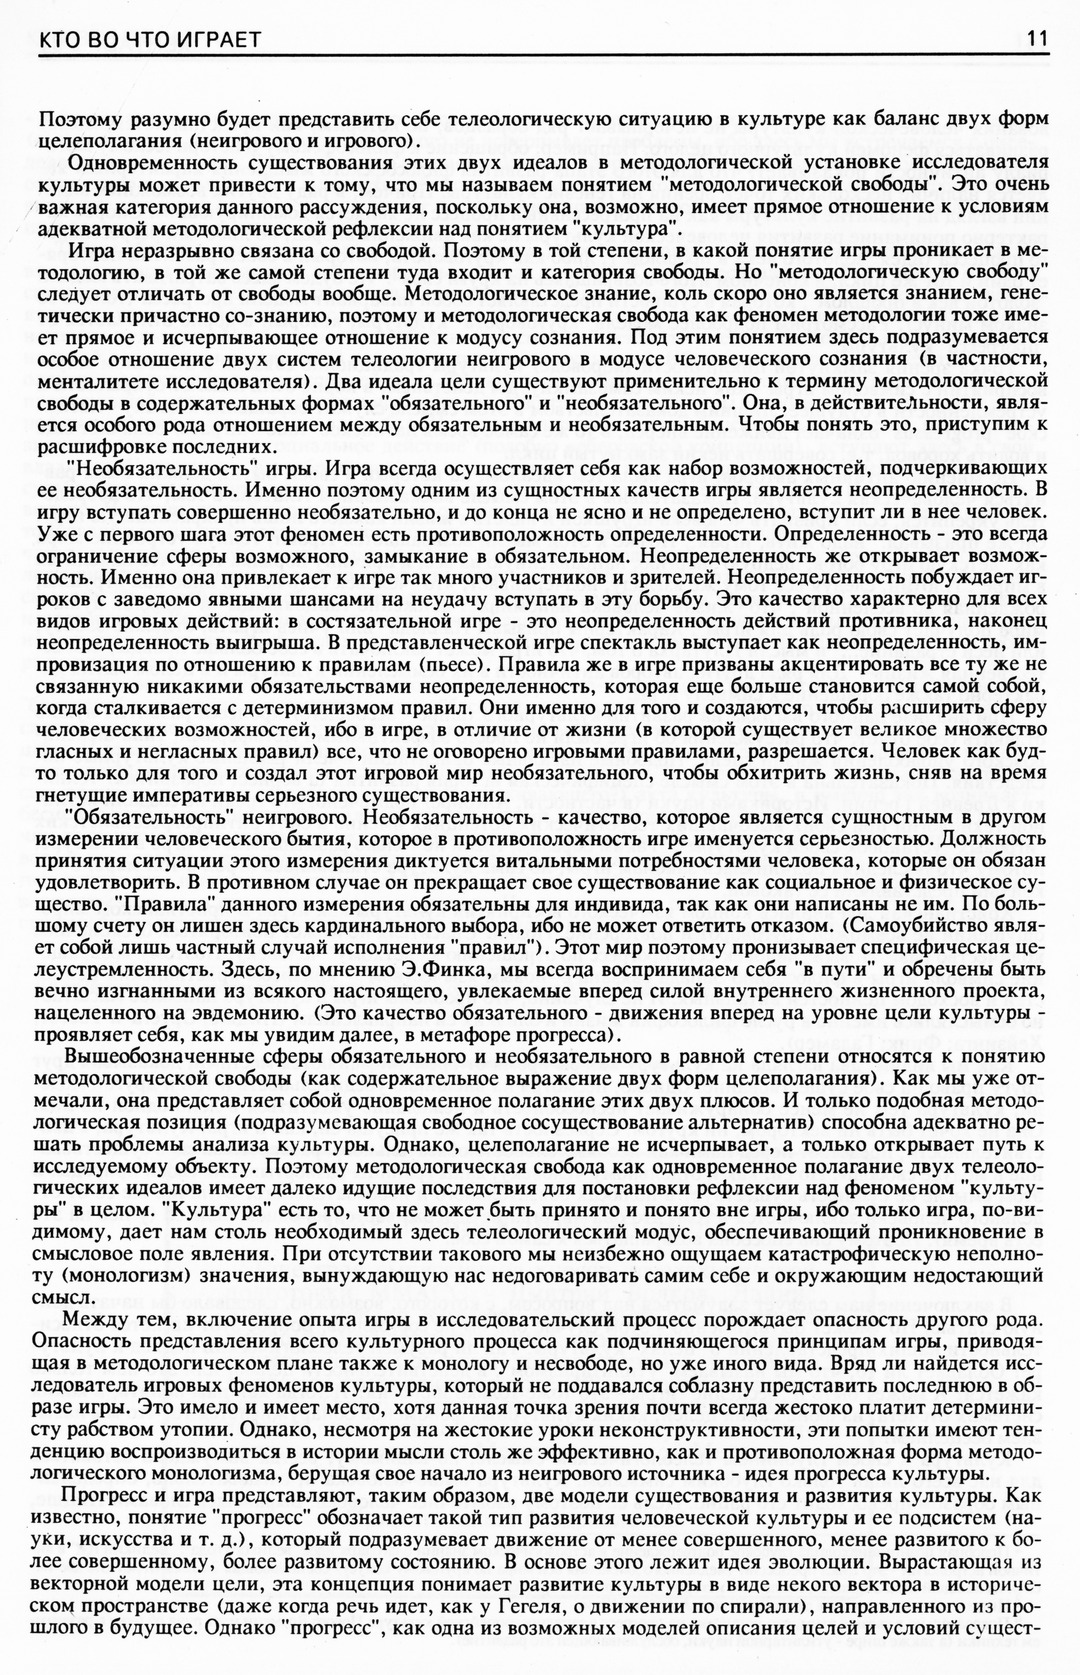 КТО ВО ЧТО ИГРАЕТ 11
Поэтому разумно будет представить себе телеологическую ситуацию в культуре как баланс двух форм
целеполагания (неигрового и игрового).
Одновременность существования этих двух идеалов в методологической установке исследователя
культуры может привести к тому, что мы называем понятием "методологической свободы". Это очень
важная категория данного рассуждения, поскольку она, возможно, имеет прямое отношение к условиям
адекватной методологической рефлексии над понятием "культура".
Игра неразрывно связана со свободой. Поэтому в той степени, в какой понятие игры проникает в ме-
тодологию, в той же самой степени туда входит и категория свободы. Но "методологическую свободу"
следует отличать от свободы вообще. Методологическое знание, коль скоро оно является знанием, гене-
тически причастно со-знанию, поэтому и методологическая свобода как феномен методологии тоже име-
ет прямое и исчерпывающее отношение к модусу сознания. Под этим понятием здесь подразумевается
особое отношение двух систем телеологии неигрового в модусе человеческого сознания (в частности,
менталитете исследователя). Два идеала цели существуют применительно к термину методологической
свободы в содержательных формах "обязательного" и "необязательного". Она, в действительности, явля-
ется особого рода отношением между обязательным и необязательным. Чтобы понять это, приступим к
расшифровке последних.
"Необязательность" игры. Игра всегда осуществляет себя как набор возможностей, подчеркивающих
ее необязательность. Именно поэтому одним из сущностных качеств игры является неопределенность. В
игру вступать совершенно необязательно, и до конца не ясно и не определено, вступит ли в нее человек.
Уже с первого шага этот феномен есть противоположность определенности. Определенность - это всегда
ограничение сферы возможного, замыкание в обязательном. Неопределенность же открывает возмож-
ность. Именно она привлекает к игре так много участников и зрителей. Неопределенность побуждает иг-
роков с заведомо явными шансами на неудачу вступать в эту борьбу. Это качество характерно для всех
видов игровых действий: в состязательной игре - это неопределенность действий противника, наконец
неопределенность выигрыша. В представленческой игре спектакль выступает как неопределенность, им-
провизация по отношению к правилам (пьесе). Правила же в игре призваны акцентировать все ту же не
связанную никакими обязательствами неопределенность, которая еще больше становится самой собой,
когда сталкивается с детерминизмом правил. Они именно для того и создаются, чтобы расширить сферу
человеческих возможностей, ибо в игре, в отличие от жизни (в которой существует великое множество
гласных и негласных правил) все, что не оговорено игровыми правилами, разрешается. Человек как буд-
то только для того и создал этот игровой мир необязательного, чтобы обхитрить жизнь, сняв на время
гнетущие императивы серьезного существования.
"Обязательность" неигрового. Необязательность - качество, которое является сущностным в другом
измерении человеческого бытия, которое в противоположность игре именуется серьезностью. Должность
принятия ситуации этого измерения диктуется витальными потребностями человека, которые он обязан
удовлетворить. В противном случае он прекращает свое существование как социальное и физическое су-
щество. "Правила" данного измерения обязательны для индивида, так как они написаны не им. По боль-
шому счету он лишен здесь кардинального выбора, ибо не может ответить отказом. (Самоубийство явля-
ет собой лишь частный случай исполнения "правил"). Этот мир поэтому пронизывает специфическая це-
леустремленность. Здесь, по мнению Э.Финка, мы всегда воспринимаем себя "в пути" и обречены быть
вечно изгнанными из всякого настоящего, увлекаемые вперед силой внутреннего жизненного проекта,
нацеленного на эвдемонию. (Это качество обязательного - движения вперед на уровне цели культуры -
проявляет себя, как мы увидим далее, в метафоре прогресса).
Вышеобозначенные сферы обязательного и необязательного в равной степени относятся к понятию
методологической свободы (как содержательное выражение двух форм целеполагания). Как мы уже от-
мечали, она представляет собой одновременное полагание этих двух плюсов. И только подобная методо-
логическая позиция (подразумевающая свободное сосуществование альтернатив) способна адекватно ре-
шать проблемы анализа культуры. Однако, целеполагание не исчерпывает, а только открывает путь к
исследуемому объекту. Поэтому методологическая свобода как одновременное полагание двух телеоло-
гических идеалов имеет далеко идущие последствия для постановки рефлексии над феноменом "культу-
ры" в целом. "Культура" есть то, что не может быть принято и понято вне игры, ибо только игра, по-ви-
димому, дает нам столь необходимый здесь телеологический модус, обеспечивающий проникновение в
смысловое поле явления. При отсутствии такового мы неизбежно ощущаем катастрофическую неполно-
ту (монологизм) значения, вынуждающую нас недоговаривать самим себе и окружающим недостающий
смысл.
Между тем, включение опыта игры в исследовательский процесс порождает опасность другого рода.
Опасность представления всего культурного процесса как подчиняющегося принципам игры, приводя-
щая в методологическом плане также к монологу и несвободе, но уже иного вида. Вряд ли найдется исс-
ледователь игровых феноменов культуры, который не поддавался соблазну представить последнюю в об-
разе игры. Это имело и имеет место, хотя данная точка зрения почти всегда жестоко платит детермини-
сту рабством утопии. Однако, несмотря на жестокие уроки неконструктивности, эти попытки имеют тен-
денцию воспроизводиться в истории мысли столь же эффективно, как и противоположная форма методо-
логического монологизма, берущая свое начало из неигрового источника - идея прогресса культуры.
Прогресс и игра представляют, таким образом, две модели существования и развития культуры. Как
известно, понятие "прогресс" обозначает такой тип развития человеческой культуры и ее подсистем (на-
уки, искусства и т. д.), который подразумевает движение от менее совершенного, менее развитого к бо-
лее совершенному, более развитому состоянию. В основе этого лежит идея эволюции. Вырастающая из
векторной модели цели, эта концепция понимает развитие культуры в виде некого вектора в историче-
ском пространстве (даже когда речь идет, как у Гегеля, о движении по спирали), направленного из про-
шлого в будущее. Однако "прогресс", как одна из возможных моделей описания целей и условий сущест-